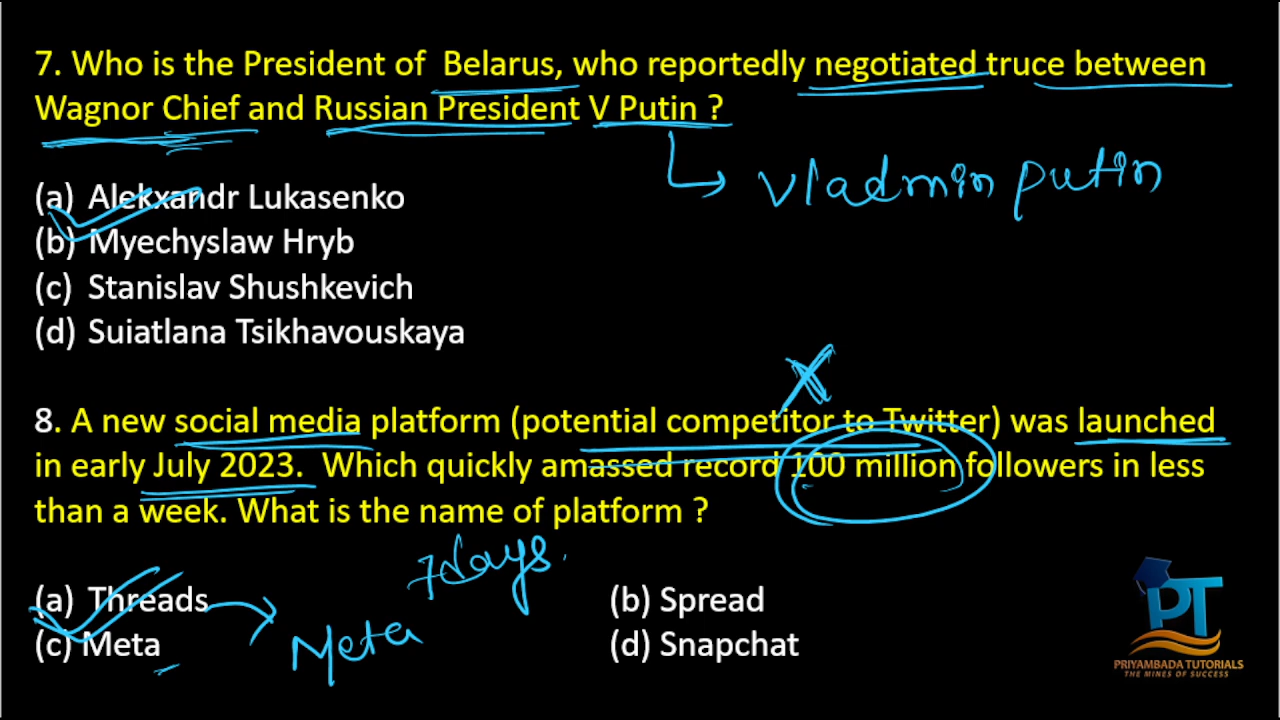 7. Who is the President of Belarus, who reportedly negotiated truce between
Wagnor Chief and Russian President V Putin ?
Vladmin putin
(a) Alekxandr Lukasenko
(b) Myechyslaw Hryb
(c) Stanislav Shushkevich
(d) Suiatlana Tsikhavouskaya
X
8. A new social media platform (potential competitor to Twitter) was launched
in early July 2023. Which quickly amassed record 100 million followers in less
than a week. What is the name of platform ?
7days.
(a) Threads
(b) Spread
Meta
(c) Meta
(d) Snapchat
PT
PRIYAMBADA TUTORIALS
THE MINES OF SUCCESS